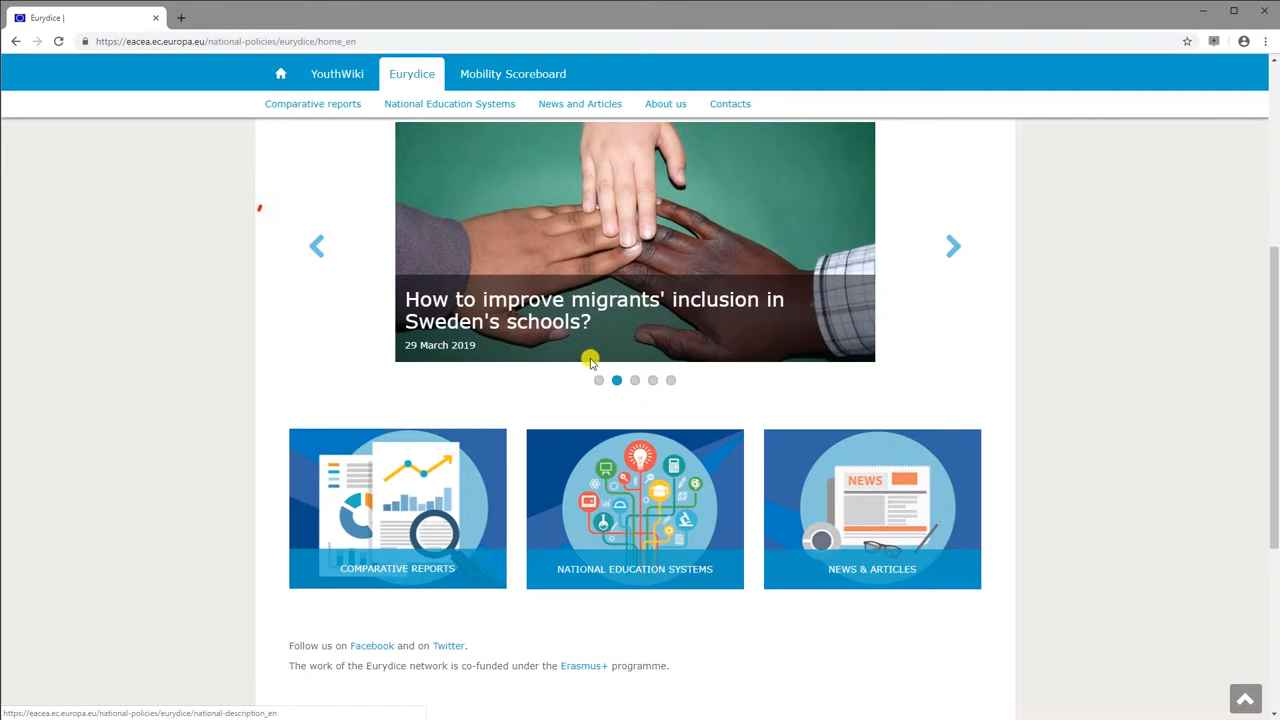 Eurydice |
https://eacea.ec.europa.eu/national-policies/eurydice/home_en
YouthWiki
Eurydice
Mobility Scoreboard
Comparative reports
National Education Systems
News and Articles
About us
Contacts
How to improve migrants' inclusion in
Sweden's schools?
29 March 2019
NEWS
COMPARATIVE REPORTS
NATIONAL EDUCATION SYSTEMS
NEWS & ARTICLES
Follow us on Facebook and on Twitter.
The work of the Eurydice network is co-funded under the Erasmus+ programme.
https://eacea.ec.europa.eu/national-policies/eurydice/national-description_en